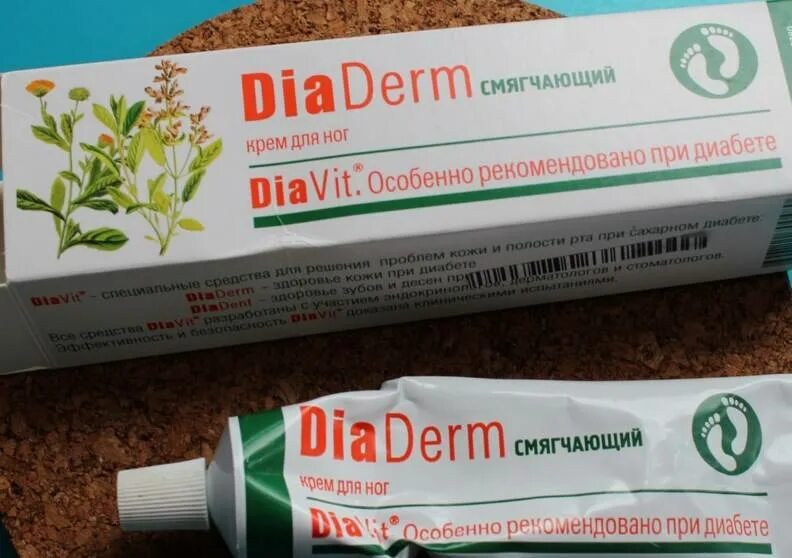 DiaDerm смягчающий
крем для ног
DiaVit® Особенно рекомендовано при диабете
DiaVit® - специальные средства для решения проблем кожи и полости рта при сахарном диабете:
DiaDerm - здоровье кожи при диабете
DiaDent - здоровье зубов и десен при
Все средства DiaVit® разработаны с участием эндокринологов, дерматологов и стоматологов.
Эффективность и безопасность DiaVit® доказана клиническими испытаниями.
DiaDerm смягчающий
крем для ног
DiaVit® Особенно рекомендовано при диабете